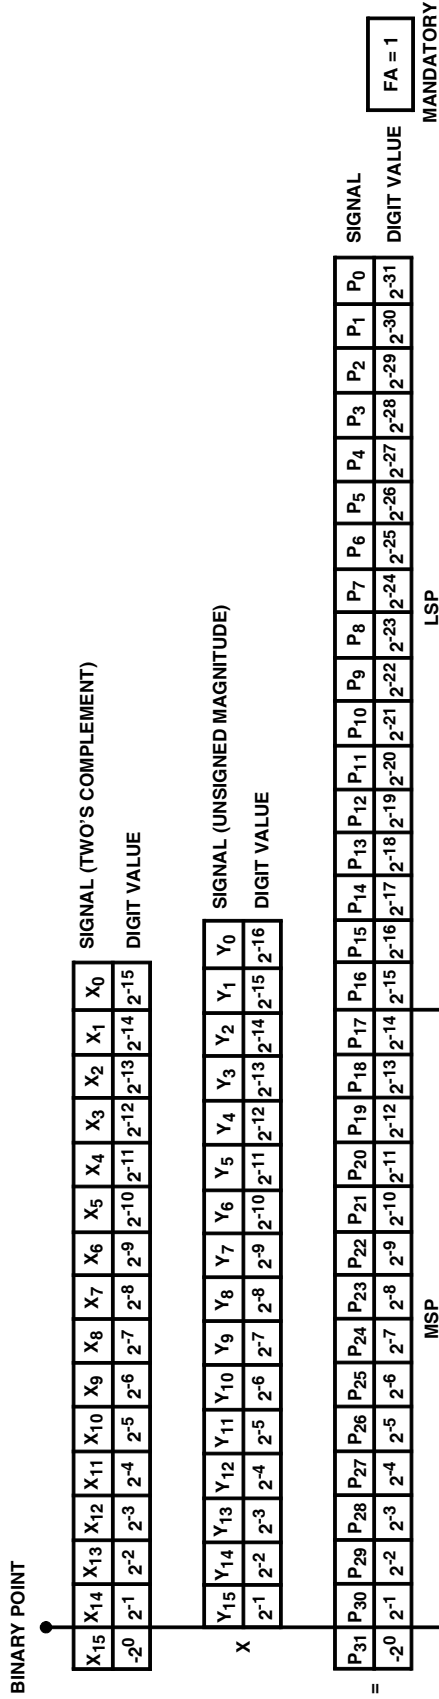 BINARY POINT
X15 X14 X13 X12 X11 X10 X9 X8 X7 X6 X5 X4 X3 X2 X1 X0 SIGNAL (TWO'S COMPLEMENT)
-2^0 2^-1 2^-2 2^-3 2^-4 2^-5 2^-6 2^-7 2^-8 2^-9 2^-10 2^-11 2^-12 2^-13 2^-14 2^-15 DIGIT VALUE
X
Y15 Y14 Y13 Y12 Y11 Y10 Y9 Y8 Y7 Y6 Y5 Y4 Y3 Y2 Y1 Y0 SIGNAL (UNSIGNED MAGNITUDE)
2^-1 2^-2 2^-3 2^-4 2^-5 2^-6 2^-7 2^-8 2^-9 2^-10 2^-11 2^-12 2^-13 2^-14 2^-15 2^-16 DIGIT VALUE
=
P31 P30 P29 P28 P27 P26 P25 P24 P23 P22 P21 P20 P19 P18 P17 P16 P15 P14 P13 P12 P11 P10 P9 P8 P7 P6 P5 P4 P3 P2 P1 P0 SIGNAL
-2^0 2^-1 2^-2 2^-3 2^-4 2^-5 2^-6 2^-7 2^-8 2^-9 2^-10 2^-11 2^-12 2^-13 2^-14 2^-15 2^-16 2^-17 2^-18 2^-19 2^-20 2^-21 2^-22 2^-23 2^-24 2^-25 2^-26 2^-27 2^-28 2^-29 2^-30 2^-31 DIGIT VALUE
FA = 1
MANDATORY
MSP LSP